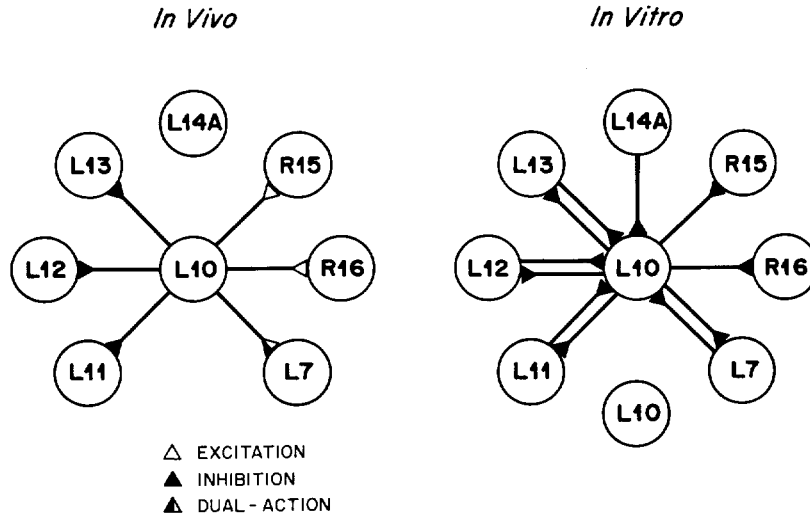 In Vivo
In Vitro
L14A
L13
R15
L12
L10
R16
L11
L7
L14A
L13
R15
L12
L10
R16
L11
L7
L10
EXCITATION
INHIBITION
DUAL-ACTION